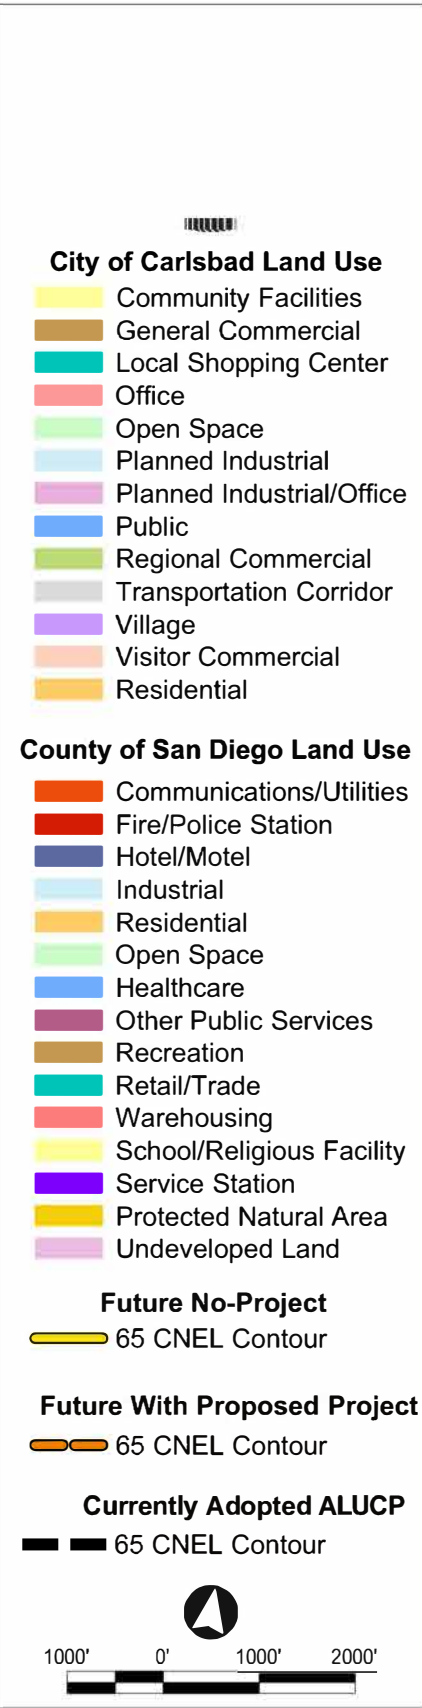 City of Carlsbad Land Use
Community Facilities
General Commercial
Local Shopping Center
Office
Open Space
Planned Industrial
Planned Industrial/Office
Public
Regional Commercial
Transportation Corridor
Village
Visitor Commercial
Residential
County of San Diego Land Use
Communications/Utilities
Fire/Police Station
Hotel/Motel
Industrial
Residential
Open Space
Healthcare
Other Public Services
Recreation
Retail/Trade
Warehousing
School/Religious Facility
Service Station
Protected Natural Area
Undeveloped Land
Future No-Project
65 CNEL Contour
Future With Proposed Project
65 CNEL Contour
Currently Adopted ALUCP
65 CNEL Contour
1000' 0' 1000' 2000'